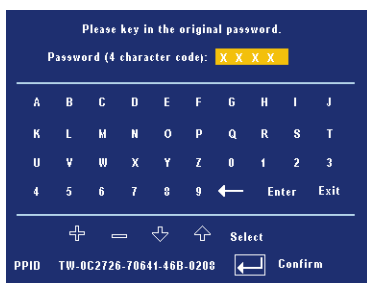 Please key in the original password.
Password (4 character code): X X X X
A B C D E F G H I J
K L M N O P Q R S T
U V W X Y Z 0 1 2 3
4 5 6 7 8 9 ← Enter Exit
Select
PPID TW-0C2726-70641-46B-0208 Confirm